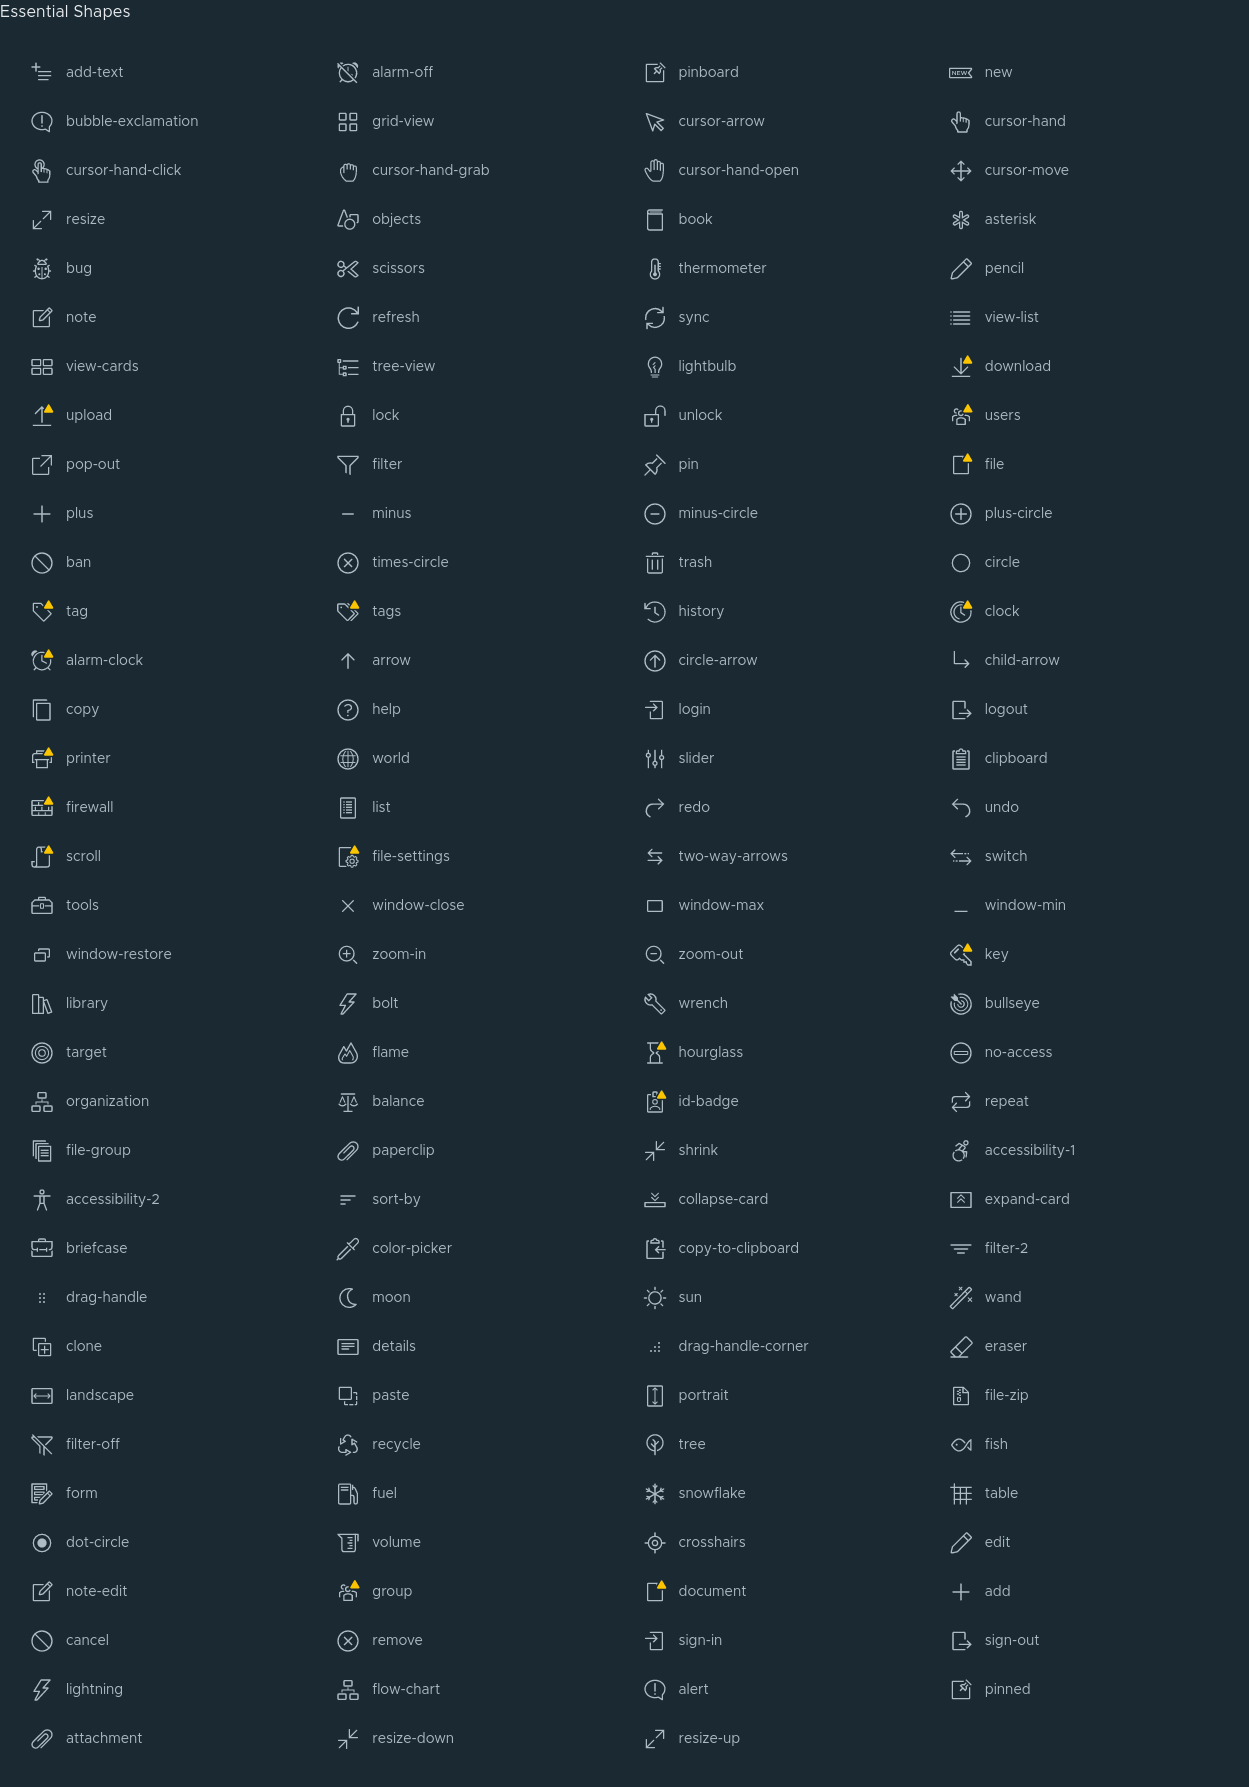 Essential Shapes
add-text alarm-off pinboard NEW new
bubble-exclamation grid-view cursor-arrow cursor-hand
cursor-hand-click cursor-hand-grab cursor-hand-open cursor-move
resize objects book asterisk
bug scissors thermometer pencil
note refresh sync view-list
view-cards tree-view lightbulb download
upload lock unlock users
pop-out filter pin file
plus minus minus-circle plus-circle
ban times-circle trash circle
tag tags history clock
alarm-clock arrow circle-arrow child-arrow
copy help login logout
printer world slider clipboard
firewall list redo undo
scroll file-settings two-way-arrows switch
tools window-close window-max window-min
window-restore zoom-in zoom-out key
library bolt wrench bullseye
target flame hourglass no-access
organization balance id-badge repeat
file-group paperclip shrink accessibility-1
accessibility-2 sort-by collapse-card expand-card
briefcase color-picker copy-to-clipboard filter-2
drag-handle moon sun wand
clone details drag-handle-corner eraser
landscape paste portrait file-zip
filter-off recycle tree fish
form fuel snowflake table
dot-circle volume crosshairs edit
note-edit group document add
cancel remove sign-in sign-out
lightning flow-chart alert pinned
attachment resize-down resize-up